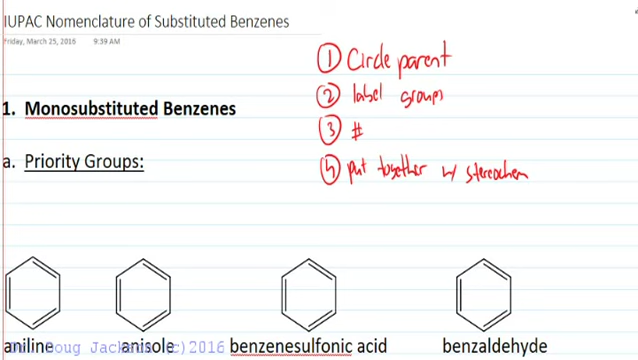 IUPAC Nomenclature of Substituted Benzenes
Friday, March 25, 2016 9:39 AM
① Circle parent
② label groups
③ #
④ put together w/ stereochem
1. Monosubstituted Benzenes
a. Priority Groups:
aniline anisole benzenesulfonic acid benzaldehyde
Doug Jackson (c)2016